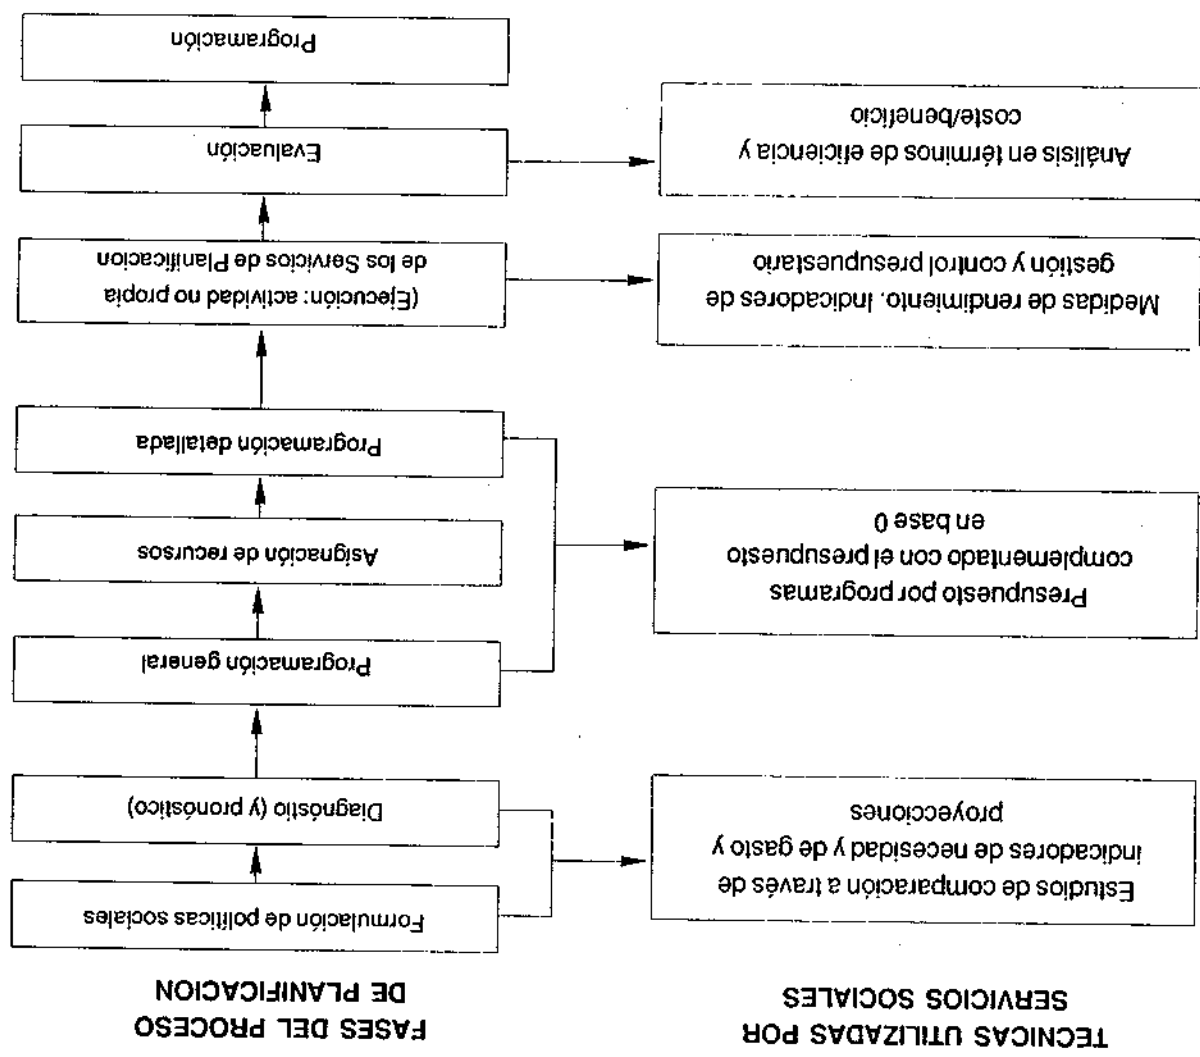 TECNICAS UTILIZADAS POR
SERVICIOS SOCIALES
Estudios de comparación a través de
indicadores de necesidad y de gasto y
proyecciones
Presupuesto por programas
complementado con el presupuesto
en base 0
Medidas de rendimiento. Indicadores de
gestión y control presupuestario
Análisis en términos de eficiencia y
coste/beneficio
FASES DEL PROCESO
DE PLANIFICACION
Formulación de políticas sociales
Diagnóstio (y pronóstico)
Programación general
Asignación de recursos
Programación detallada
(Ejecución: actividad no propia
de los Servicios de Planificacion
Evaluación
Programación